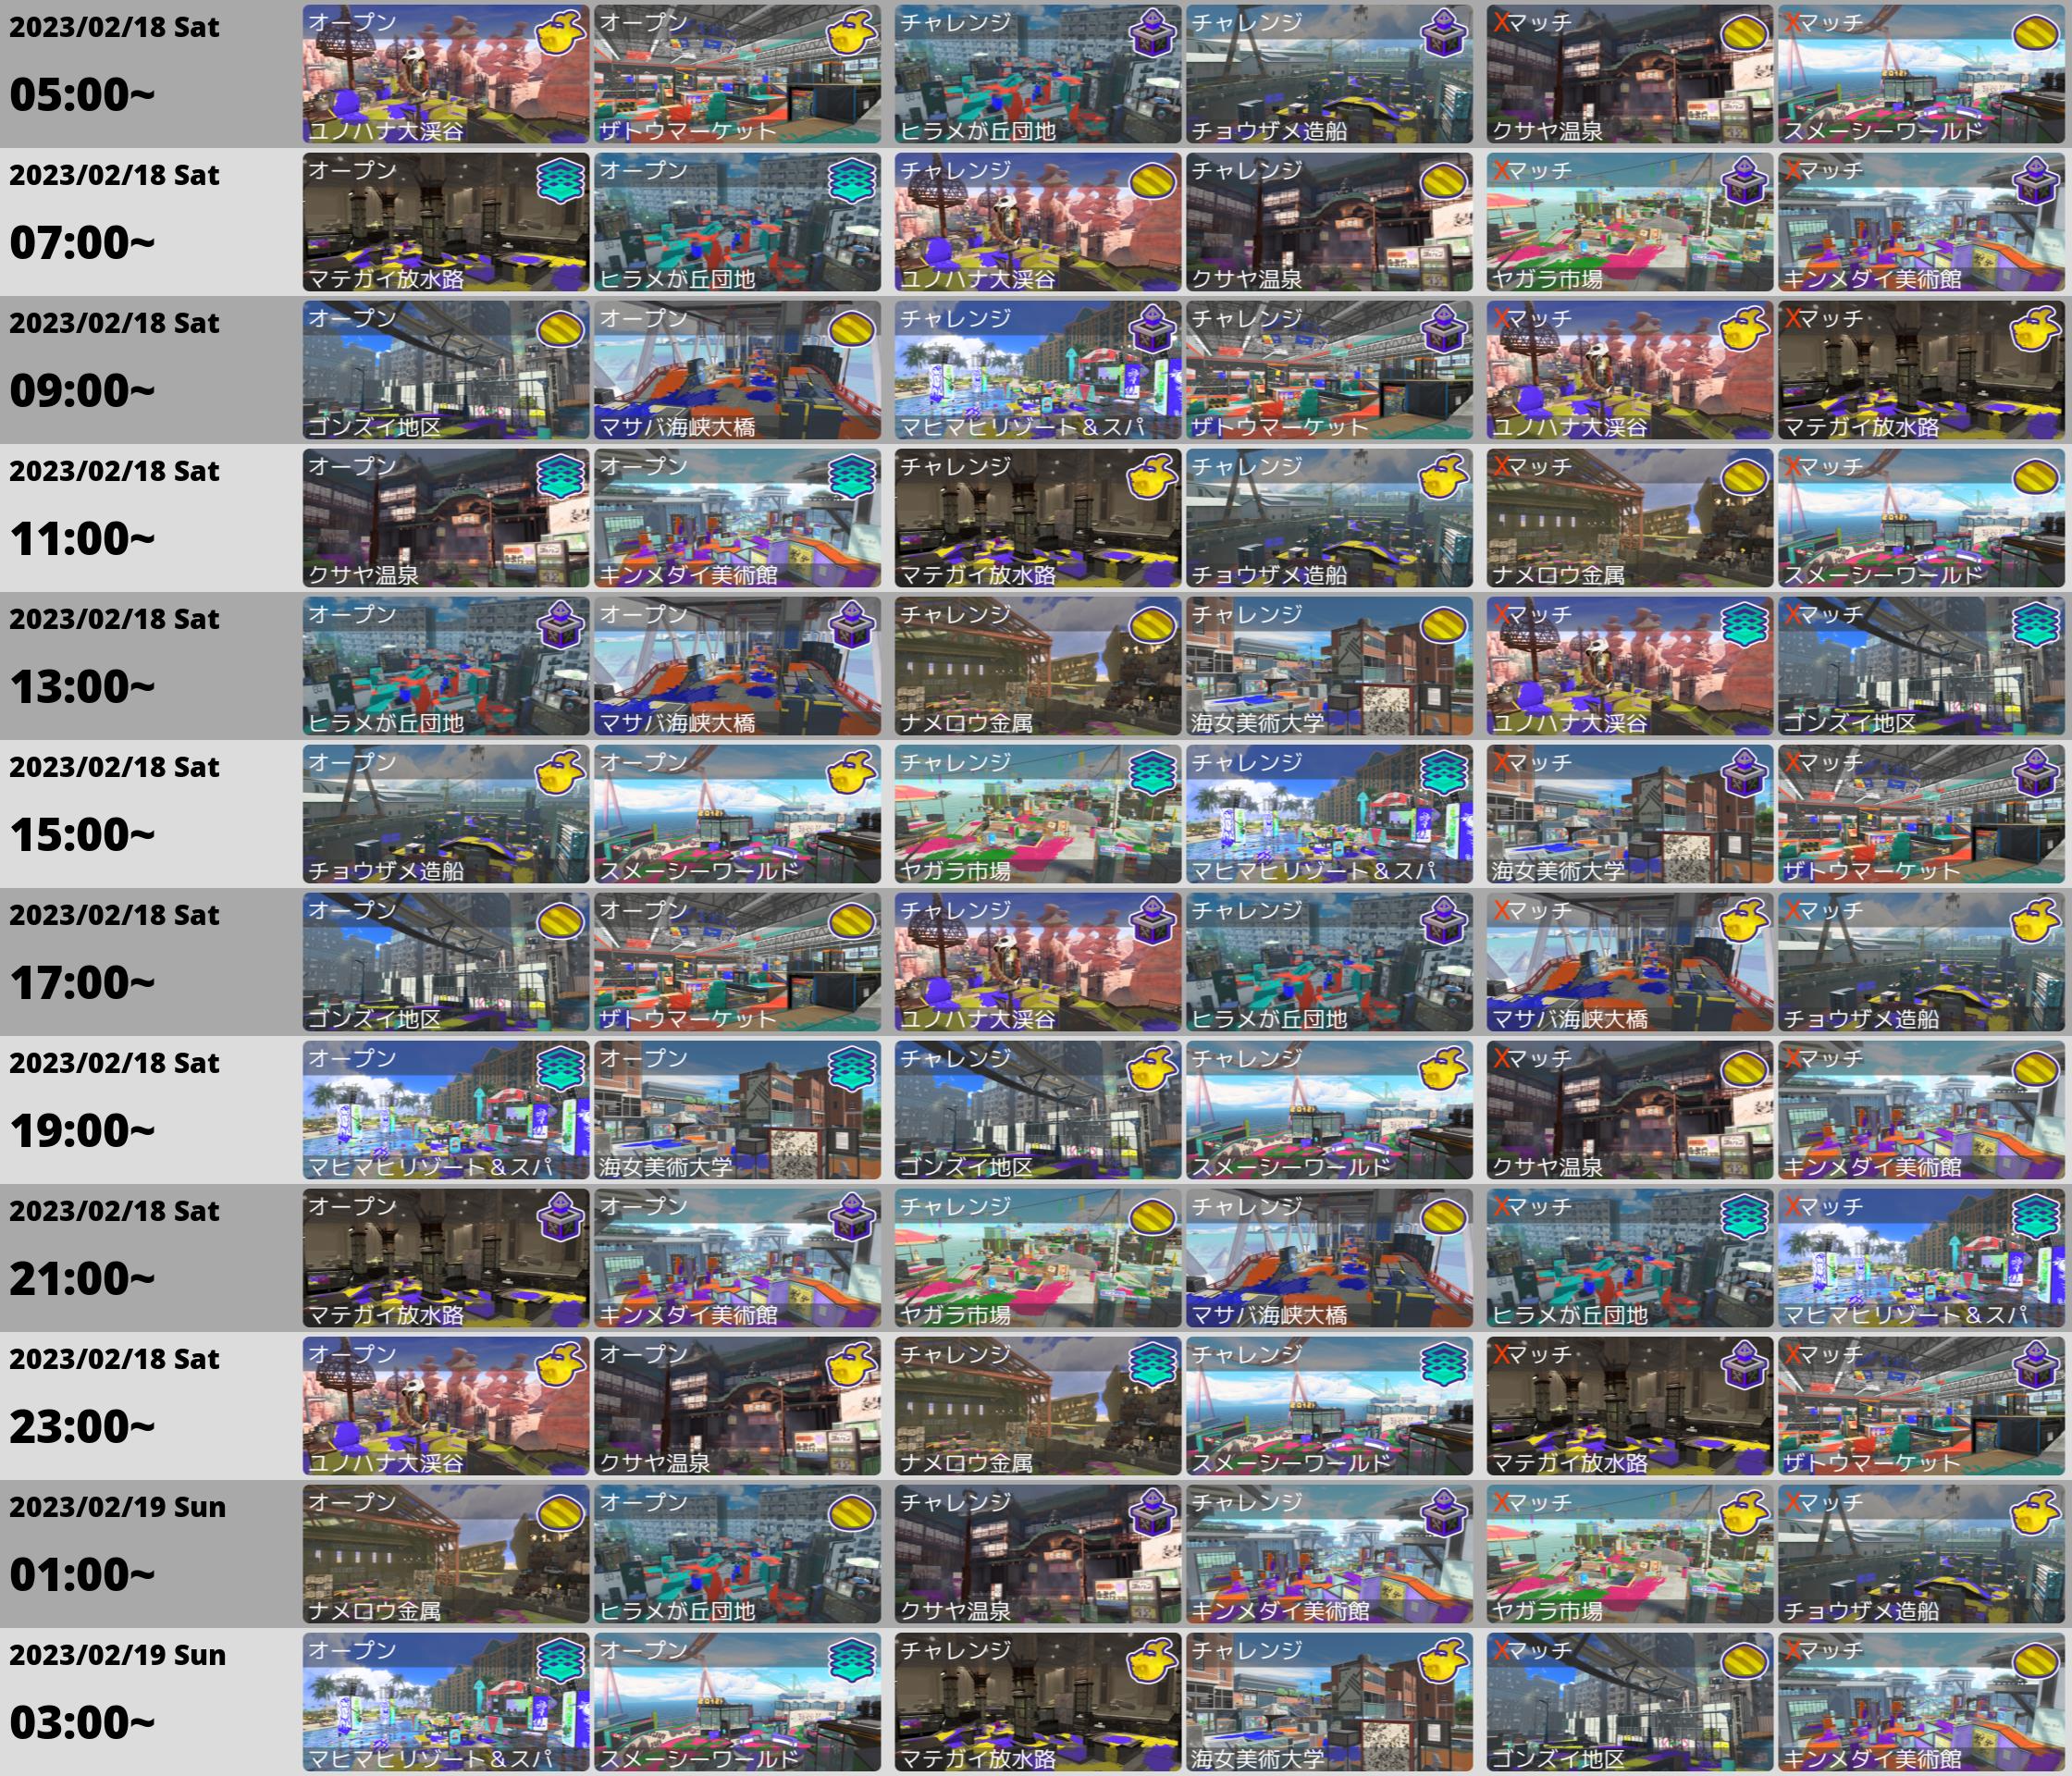 2023/02/18 Sat
05:00~
オープン オープン チャレンジ チャレンジ Xマッチ Xマッチ
ユノハナ大渓谷 ザトウマーケット ヒラメが丘団地 チョウザメ造船 クサヤ温泉 スメーシーワールド
2023/02/18 Sat
07:00~
オープン オープン チャレンジ チャレンジ Xマッチ Xマッチ
マテガイ放水路 ヒラメが丘団地 ユノハナ大渓谷 クサヤ温泉 ヤガラ市場 キンメダイ美術館
2023/02/18 Sat
09:00~
オープン オープン チャレンジ チャレンジ Xマッチ Xマッチ
ゴンズイ地区 マサバ海峡大橋 マヒマヒリゾート＆スパ ザトウマーケット ユノハナ大渓谷 マテガイ放水路
2023/02/18 Sat
11:00~
オープン オープン チャレンジ チャレンジ Xマッチ Xマッチ
クサヤ温泉 キンメダイ美術館 マテガイ放水路 チョウザメ造船 ナメロウ金属 スメーシーワールド
2023/02/18 Sat
13:00~
オープン オープン チャレンジ チャレンジ Xマッチ Xマッチ
ヒラメが丘団地 マサバ海峡大橋 ナメロウ金属 海女美術大学 ユノハナ大渓谷 ゴンズイ地区
2023/02/18 Sat
15:00~
オープン オープン チャレンジ チャレンジ Xマッチ Xマッチ
チョウザメ造船 スメーシーワールド ヤガラ市場 マヒマヒリゾート＆スパ 海女美術大学 ザトウマーケット
2023/02/18 Sat
17:00~
オープン オープン チャレンジ チャレンジ Xマッチ Xマッチ
ゴンズイ地区 ザトウマーケット ユノハナ大渓谷 ヒラメが丘団地 マサバ海峡大橋 チョウザメ造船
2023/02/18 Sat
19:00~
オープン オープン チャレンジ チャレンジ Xマッチ Xマッチ
マヒマヒリゾート＆スパ 海女美術大学 ゴンズイ地区 スメーシーワールド クサヤ温泉 キンメダイ美術館
2023/02/18 Sat
21:00~
オープン オープン チャレンジ チャレンジ Xマッチ Xマッチ
マテガイ放水路 キンメダイ美術館 ヤガラ市場 マサバ海峡大橋 ヒラメが丘団地 マヒマヒリゾート＆スパ
2023/02/18 Sat
23:00~
オープン オープン チャレンジ チャレンジ Xマッチ Xマッチ
ユノハナ大渓谷 クサヤ温泉 ナメロウ金属 スメーシーワールド マテガイ放水路 ザトウマーケット
2023/02/19 Sun
01:00~
オープン オープン チャレンジ チャレンジ Xマッチ Xマッチ
ナメロウ金属 ヒラメが丘団地 クサヤ温泉 キンメダイ美術館 ヤガラ市場 チョウザメ造船
2023/02/19 Sun
03:00~
オープン オープン チャレンジ チャレンジ Xマッチ Xマッチ
マヒマヒリゾート＆スパ スメーシーワールド マテガイ放水路 海女美術大学 ゴンズイ地区 キンメダイ美術館